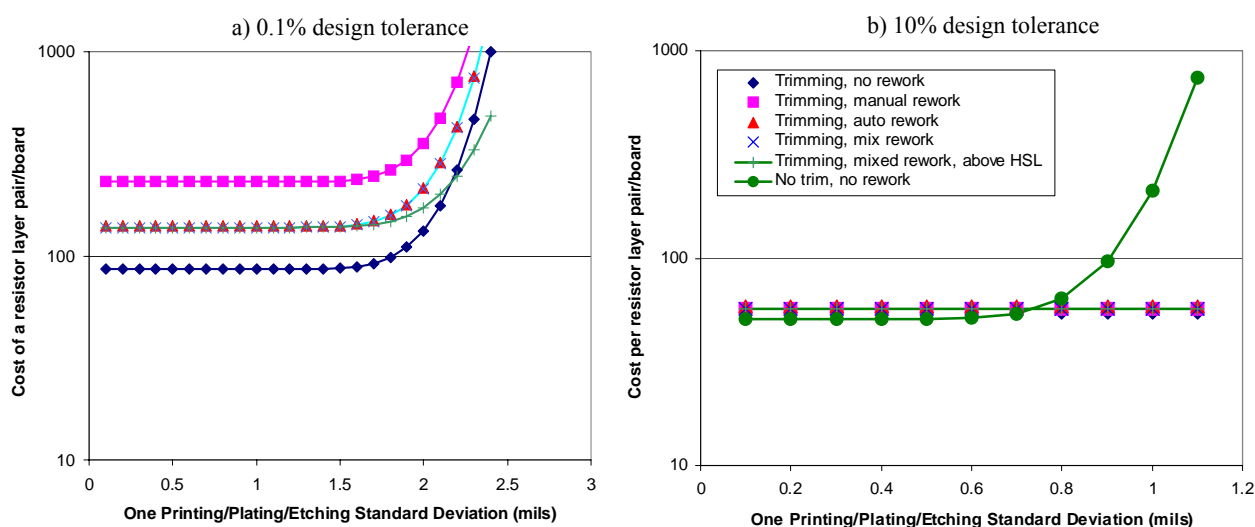 a) 0.1% design tolerance
1000
100
10
0
0.5
1
1.5
2
2.5
3
Cost of a resistor layer pair/board
One Printing/Plating/Etching Standard Deviation (mils)
b) 10% design tolerance
1000
100
10
0
0.2
0.4
0.6
0.8
1
1.2
Cost per resistor layer pair/board
One Printing/Plating/Etching Standard Deviation (mils)
Trimming, no rework
Trimming, manual rework
Trimming, auto rework
Trimming, mix rework
Trimming, mixed rework, above HSL
No trim, no rework